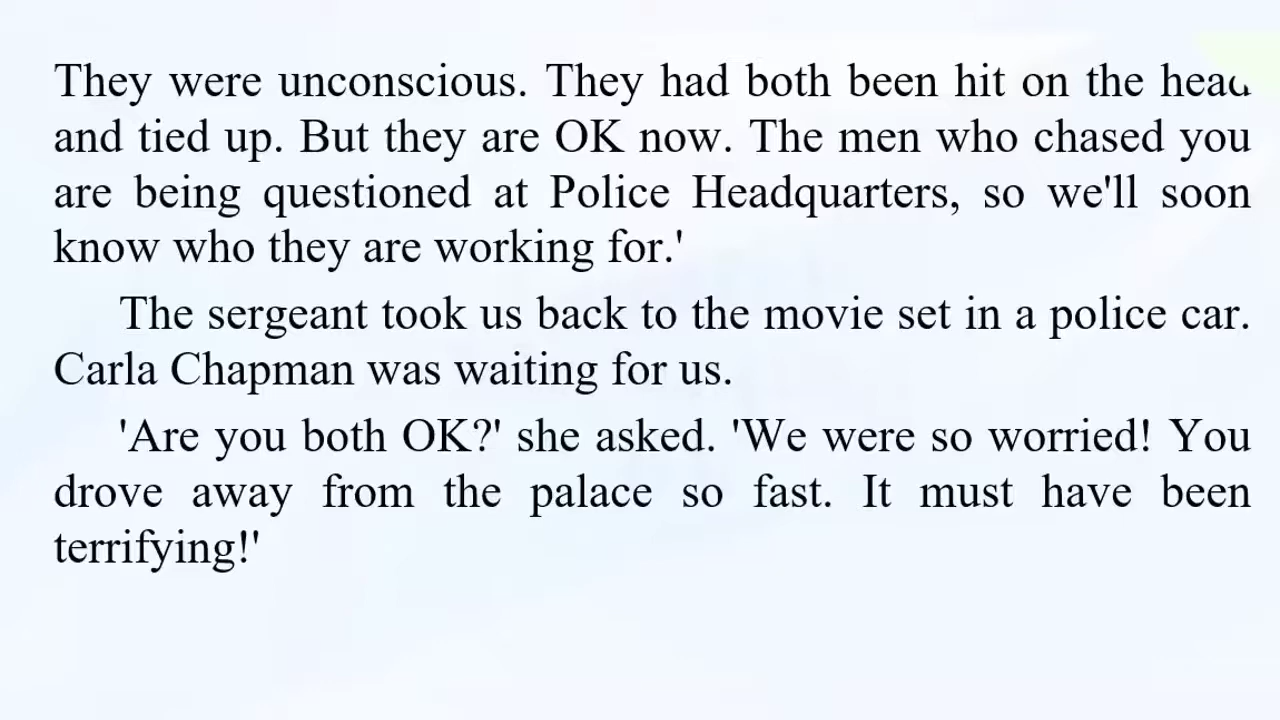 They were unconscious. They had both been hit on the head
and tied up. But they are OK now. The men who chased you
are being questioned at Police Headquarters, so we'll soon
know who they are working for.'
The sergeant took us back to the movie set in a police car.
Carla Chapman was waiting for us.
'Are you both OK?' she asked. 'We were so worried! You
drove away from the palace so fast. It must have been
terrifying!'